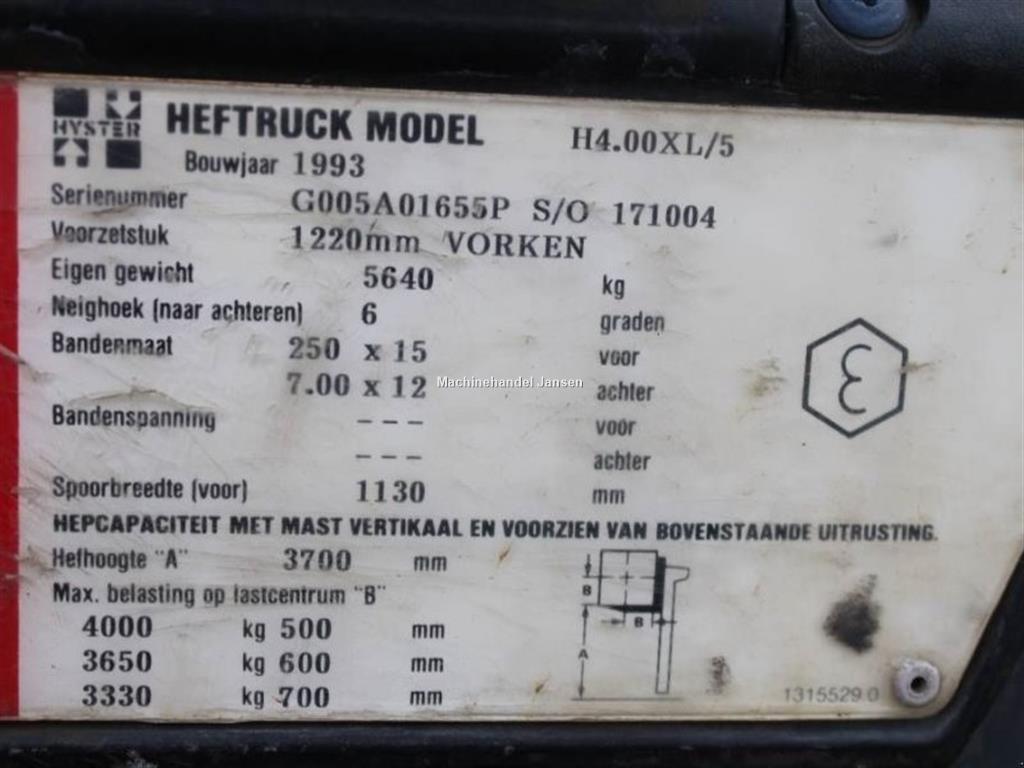 HYSTER
HEFTRUCK MODEL H4.00XL/5
Bouwjaar 1993
Serienummer G005A01655P S/O 171004
Voorzetstuk 1220mm VORKEN
Eigen gewicht 5640 kg
Neighoek (naar achteren) 6 graden
Bandenmaat 250 x 15 voor
7.00 x 12 achter
Machinehandel Jansen
Bandenspanning --- voor
--- achter
Spoorbreedte (voor) 1130 mm
HEPCAPACITEIT MET MAST VERTIKAAL EN VOORZIEN VAN BOVENSTAANDE UITRUSTING.
Hefhoogte "A" 3700 mm
Max. belasting op lastcentrum "B"
4000 kg 500 mm
3650 kg 600 mm
3330 kg 700 mm
B
B
A
1315529 0